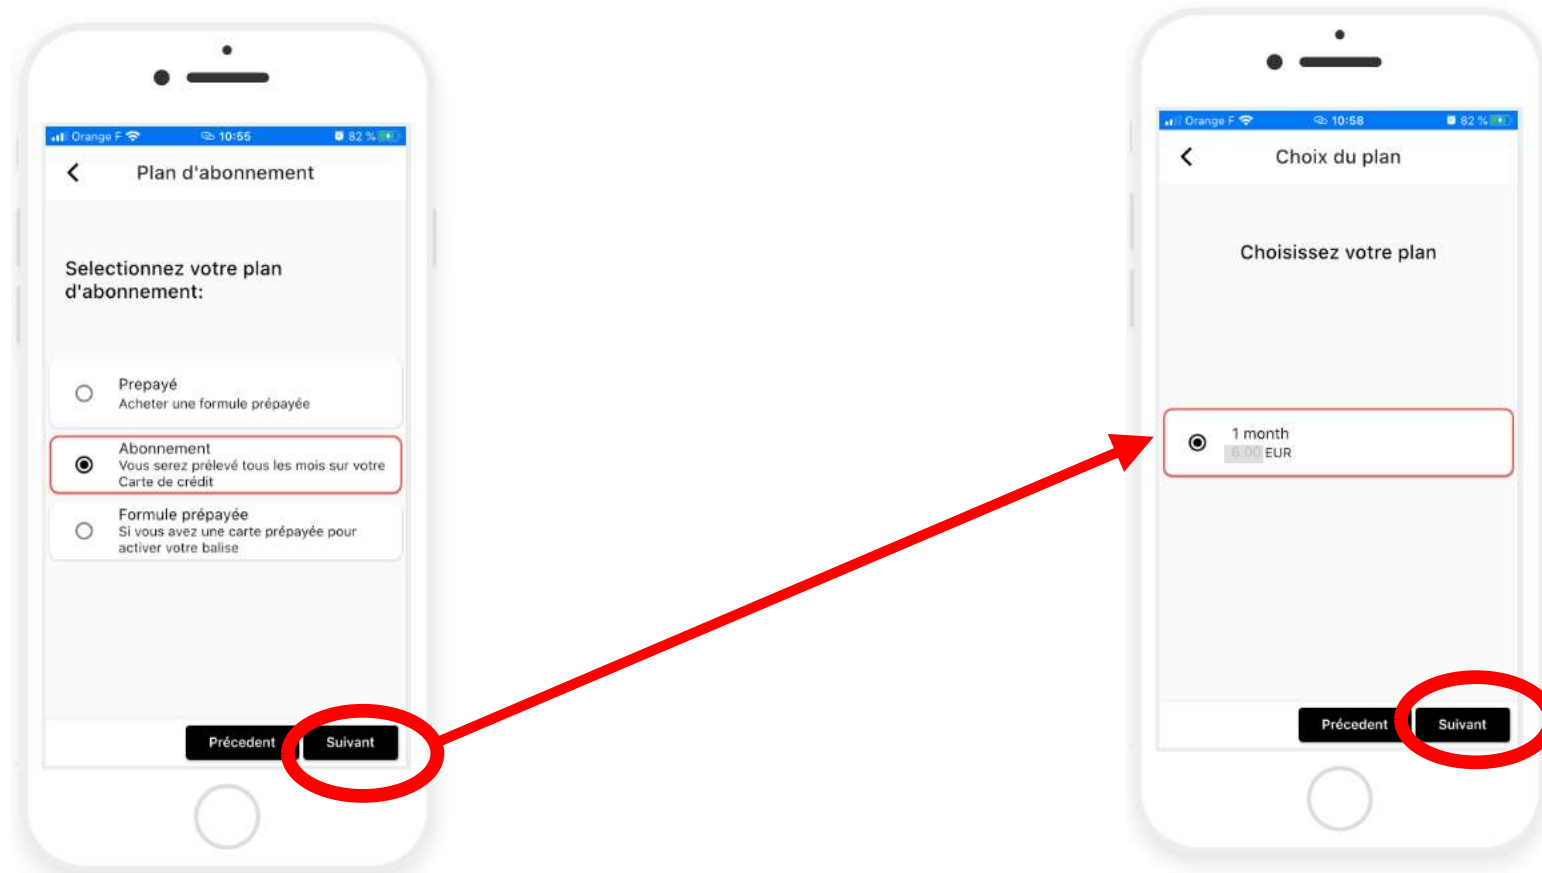 Orange F
10:55
82 %
Plan d'abonnement
Selectionnez votre plan
d'abonnement:
Prepayé
Acheter une formule prépayée
Abonnement
Vous serez prélevé tous les mois sur votre
Carte de crédit
Formule prépayée
Si vous avez une carte prépayée pour
activer votre balise
Précedent
Suivant
Orange F
10:58
82 %
Choix du plan
Choisissez votre plan
1 month
6.00 EUR
Précedent
Suivant